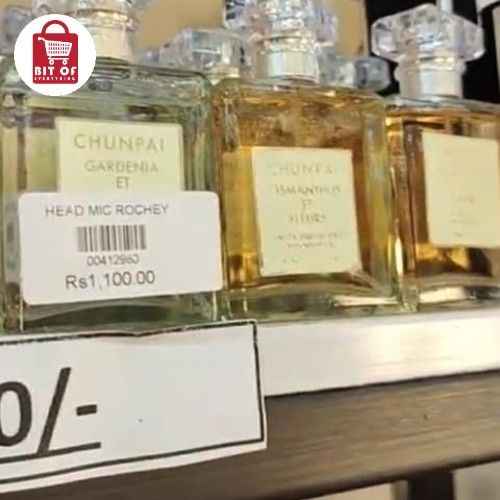 BIT OF
EVERYTHING
CHUNPAI
GARDENIA
ET
HEAD MIC ROCHEY
00412960
Rs1,100.00
CHUNPAI
OSMANTHUS
ET
FLEURS
0/-